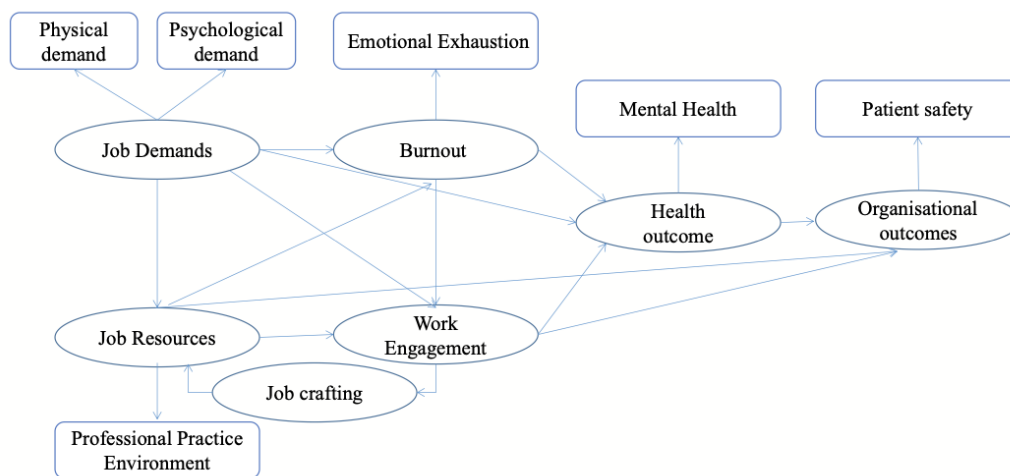 Physical
demand
Psychological
demand
Emotional Exhaustion
Mental Health
Patient safety
Job Demands
Burnout
Health
outcome
Organisational
outcomes
Job Resources
Work
Engagement
Job crafting
Professional Practice
Environment